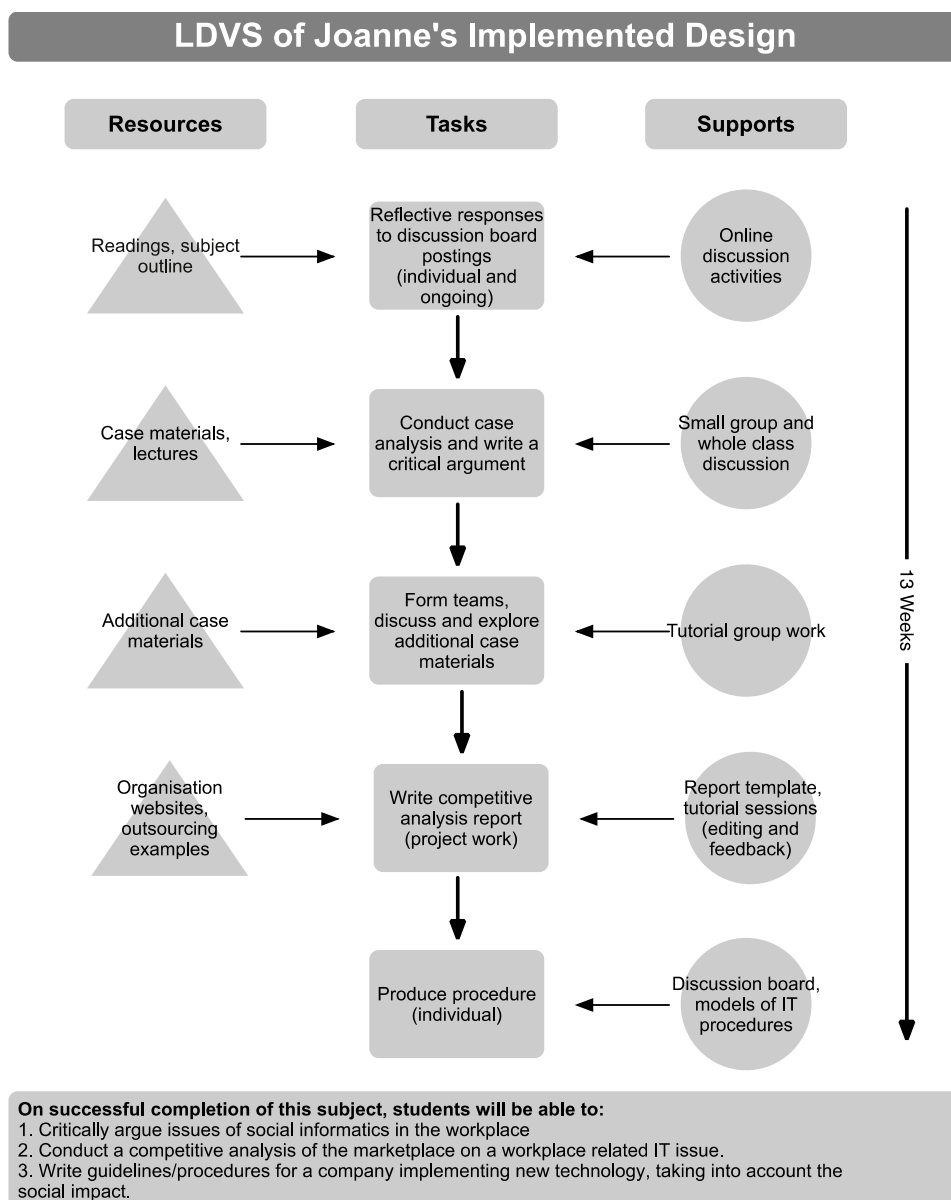 LDVS of Joanne's Implemented Design
Resources
Tasks
Supports
Readings, subject
outline
Reflective responses
to discussion board
postings
(individual and
ongoing)
Online
discussion
activities
Case materials,
lectures
Conduct case
analysis and write a
critical argument
Small group and
whole class
discussion
Additional case
materials
Form teams,
discuss and explore
additional case
materials
Tutorial group work
13 Weeks
Organisation
websites,
outsourcing
examples
Write competitive
analysis report
(project work)
Report template,
tutorial sessions
(editing and
feedback)
Produce procedure
(individual)
Discussion board,
models of IT
procedures
On successful completion of this subject, students will be able to:
1. Critically argue issues of social informatics in the workplace
2. Conduct a competitive analysis of the marketplace on a workplace related IT issue.
3. Write guidelines/procedures for a company implementing new technology, taking into account the
social impact.